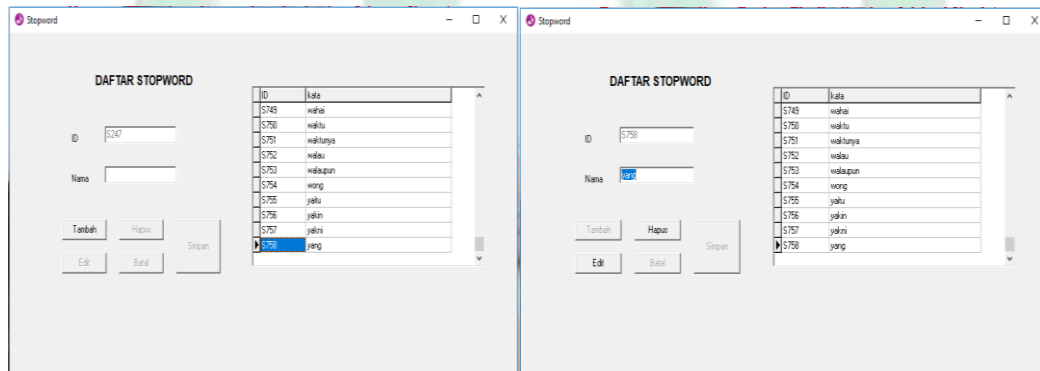 Stopword
DAFTAR STOPWORD
ID S247
Nama
Tambah Hapus
Simpan
Edit Batal
ID kata
S749 wahai
S750 waktu
S751 waktunya
S752 walau
S753 walaupun
S754 wong
S755 yaitu
S756 yakin
S757 yakni
S758 yang
Stopword
DAFTAR STOPWORD
ID S758
Nama yang
Tambah Hapus
Simpan
Edit Batal
ID kata
S749 wahai
S750 waktu
S751 waktunya
S752 walau
S753 walaupun
S754 wong
S755 yaitu
S756 yakin
S757 yakni
S758 yang